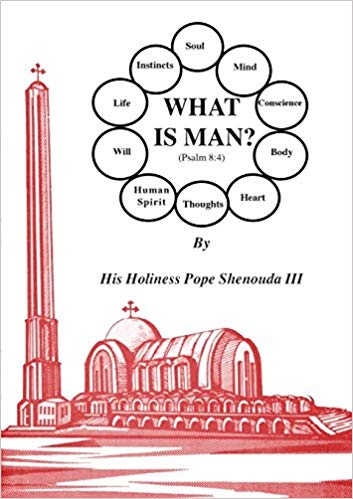 Soul
Instincts
Mind
Life
WHAT
Conscience
IS MAN?
Will
(Psalm 8:4)
Body
Human
Spirit
Thoughts
Heart
By
His Holiness Pope Shenouda III